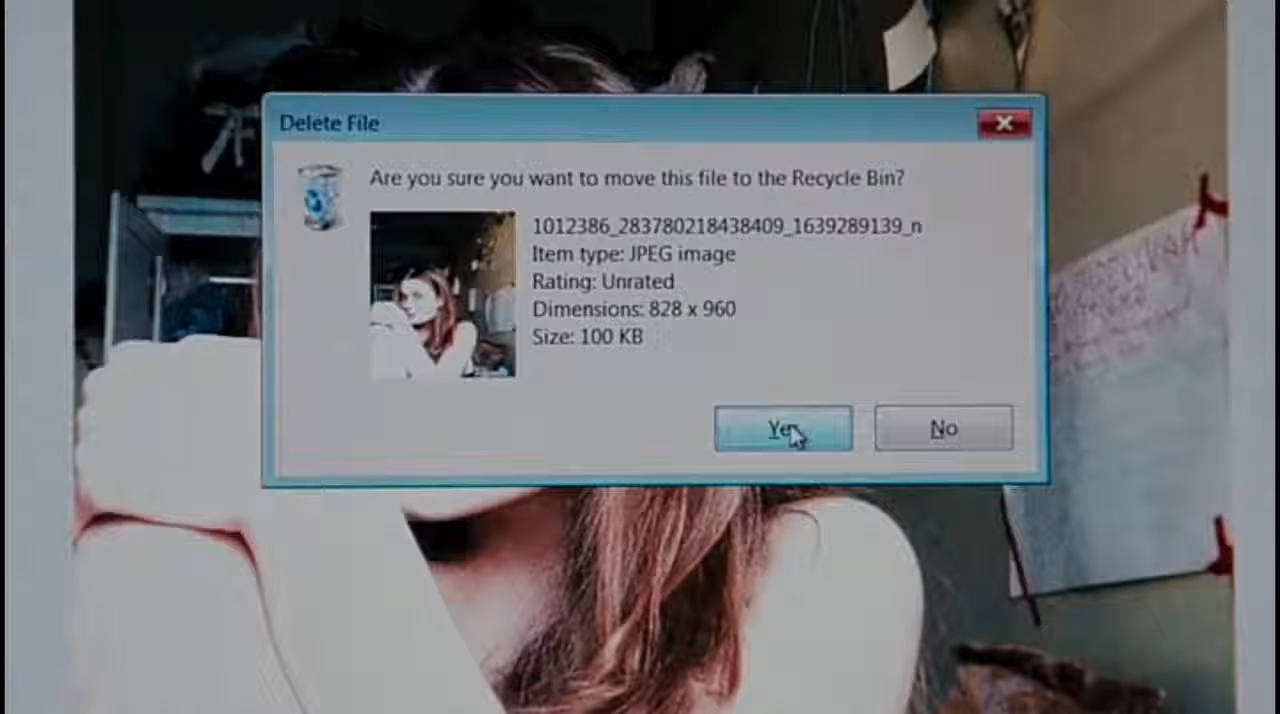 Delete File
Are you sure you want to move this file to the Recycle Bin?
1012386_283780218438409_1639289139_n
Item type: JPEG image
Rating: Unrated
Dimensions: 828 x 960
Size: 100 KB
Yes
No